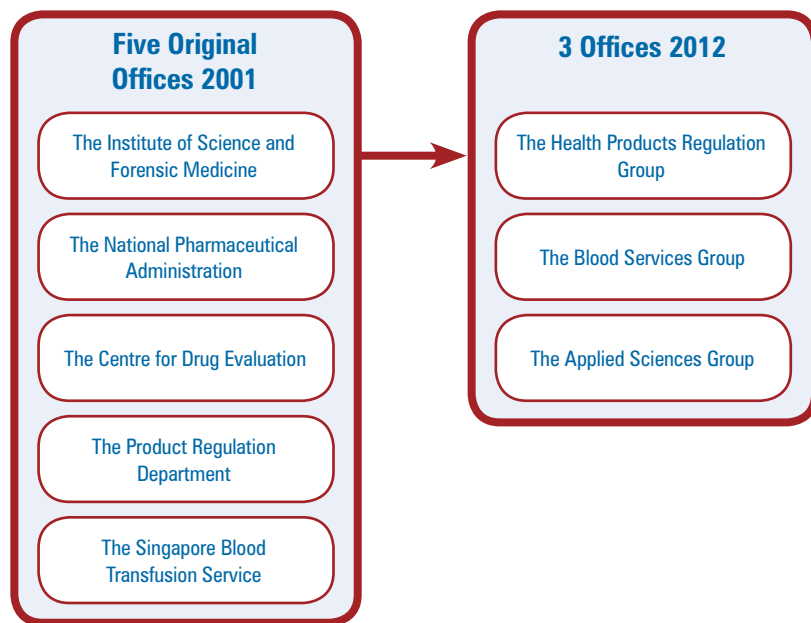 Five Original
Offices 2001
The Institute of Science and
Forensic Medicine
The National Pharmaceutical
Administration
The Centre for Drug Evaluation
The Product Regulation
Department
The Singapore Blood
Transfusion Service
3 Offices 2012
The Health Products Regulation
Group
The Blood Services Group
The Applied Sciences Group